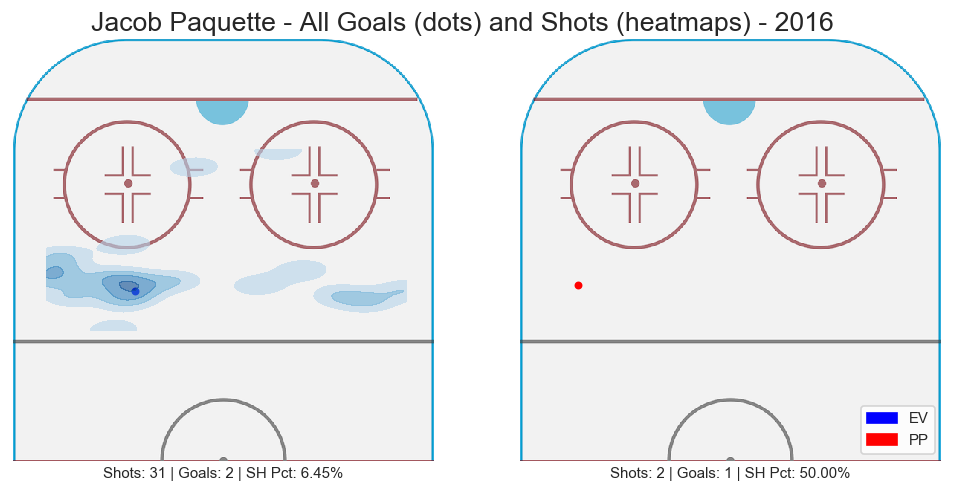 Jacob Paquette - All Goals (dots) and Shots (heatmaps) - 2016
EV
PP
Shots: 31 | Goals: 2 | SH Pct: 6.45%
Shots: 2 | Goals: 1 | SH Pct: 50.00%